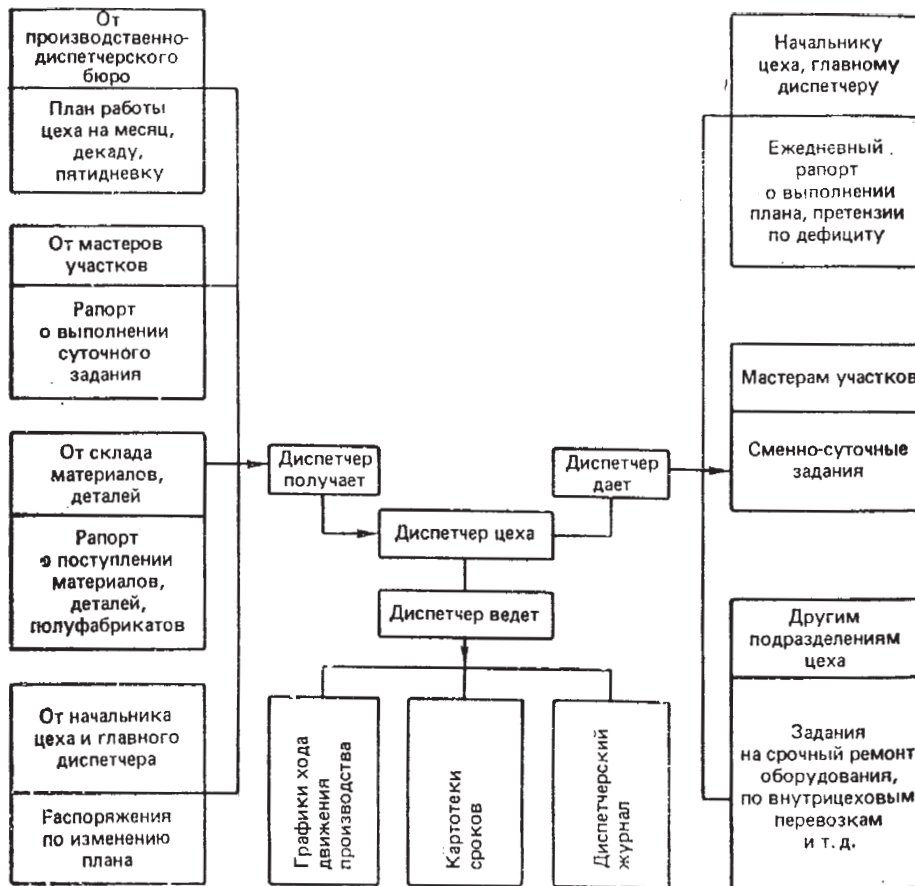 От
производственно-
диспетчерского
бюро
План работы
цеха на месяц,
декаду,
пятидневку
От мастеров
участков
Рапорт
о выполнении
суточного
задания
От склада
материалов,
деталей
Рапорт
о поступлении
материалов,
деталей,
полуфабрикатов
От начальника
цеха и главного
диспетчера
Распоряжения
по изменению
плана
Диспетчер
получает
Диспетчер цеха
Диспетчер ведет
Графики хода
движения
производства
Картотеки
сроков
Диспетчерский
журнал
Диспетчер
дает
Начальнику
цеха, главному
диспетчеру
Ежедневный
рапорт
о выполнении
плана, претензии
по дефициту
Мастерам участков
Сменно-суточные
задания
Другим
подразделениям
цеха
Задания
на срочный ремонт
оборудования,
по внутрицеховым
перевозкам
и т. д.